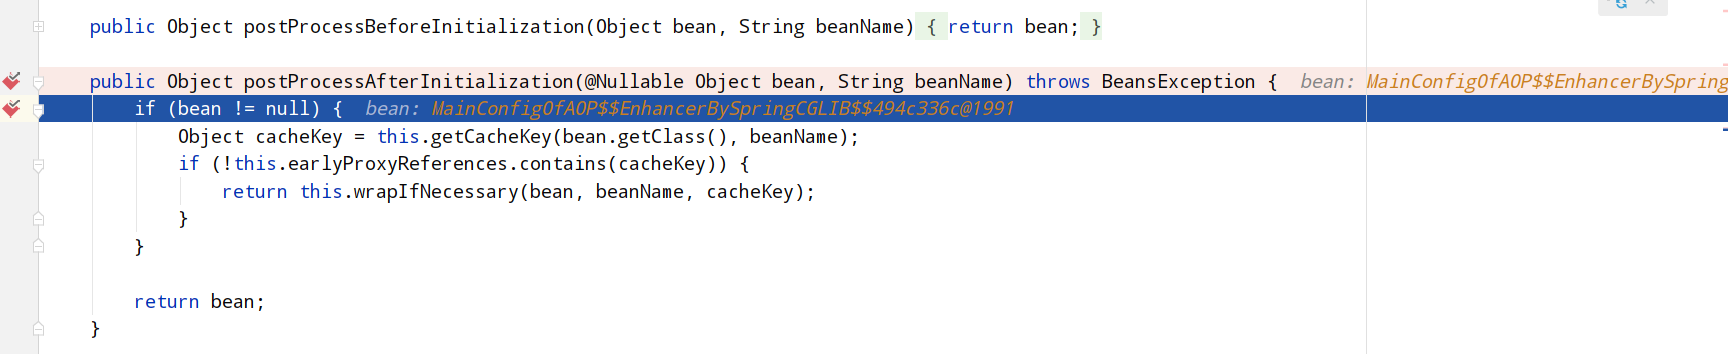 public Object postProcessBeforeInitialization(Object bean, String beanName) { return bean; }
public Object postProcessAfterInitialization(@Nullable Object bean, String beanName) throws BeansException {  bean: MainConfigOfAOP$$EnhancerBySpring
if (bean != null) {  bean: MainConfigOfAOP$$EnhancerBySpringCGLIB$$494c336c@1991
Object cacheKey = this.getCacheKey(bean.getClass(), beanName);
if (!this.earlyProxyReferences.contains(cacheKey)) {
return this.wrapIfNecessary(bean, beanName, cacheKey);
}
}
return bean;
}